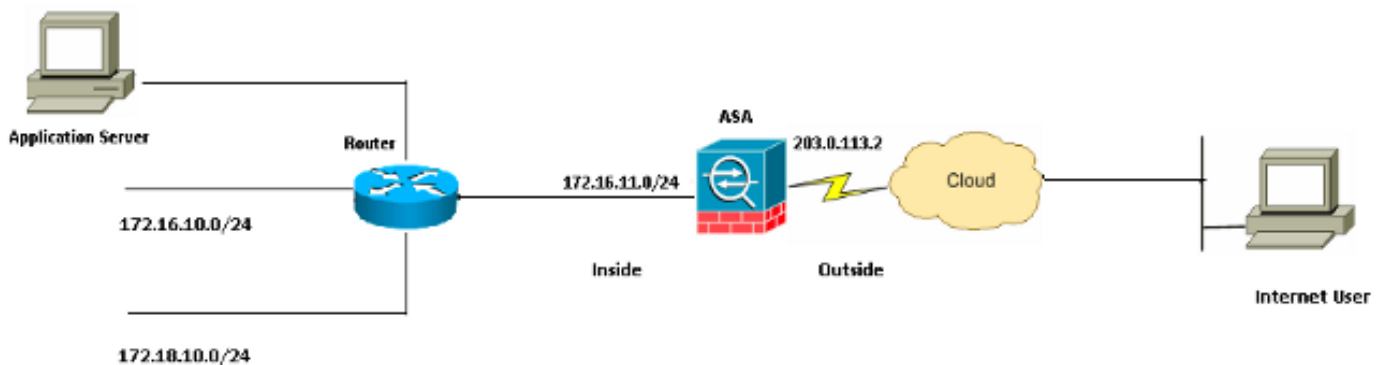 Application Server
Router
172.16.10.0/24
172.18.10.0/24
172.16.11.0/24
Inside
ASA
203.0.113.2
Outside
Cloud
Internet User